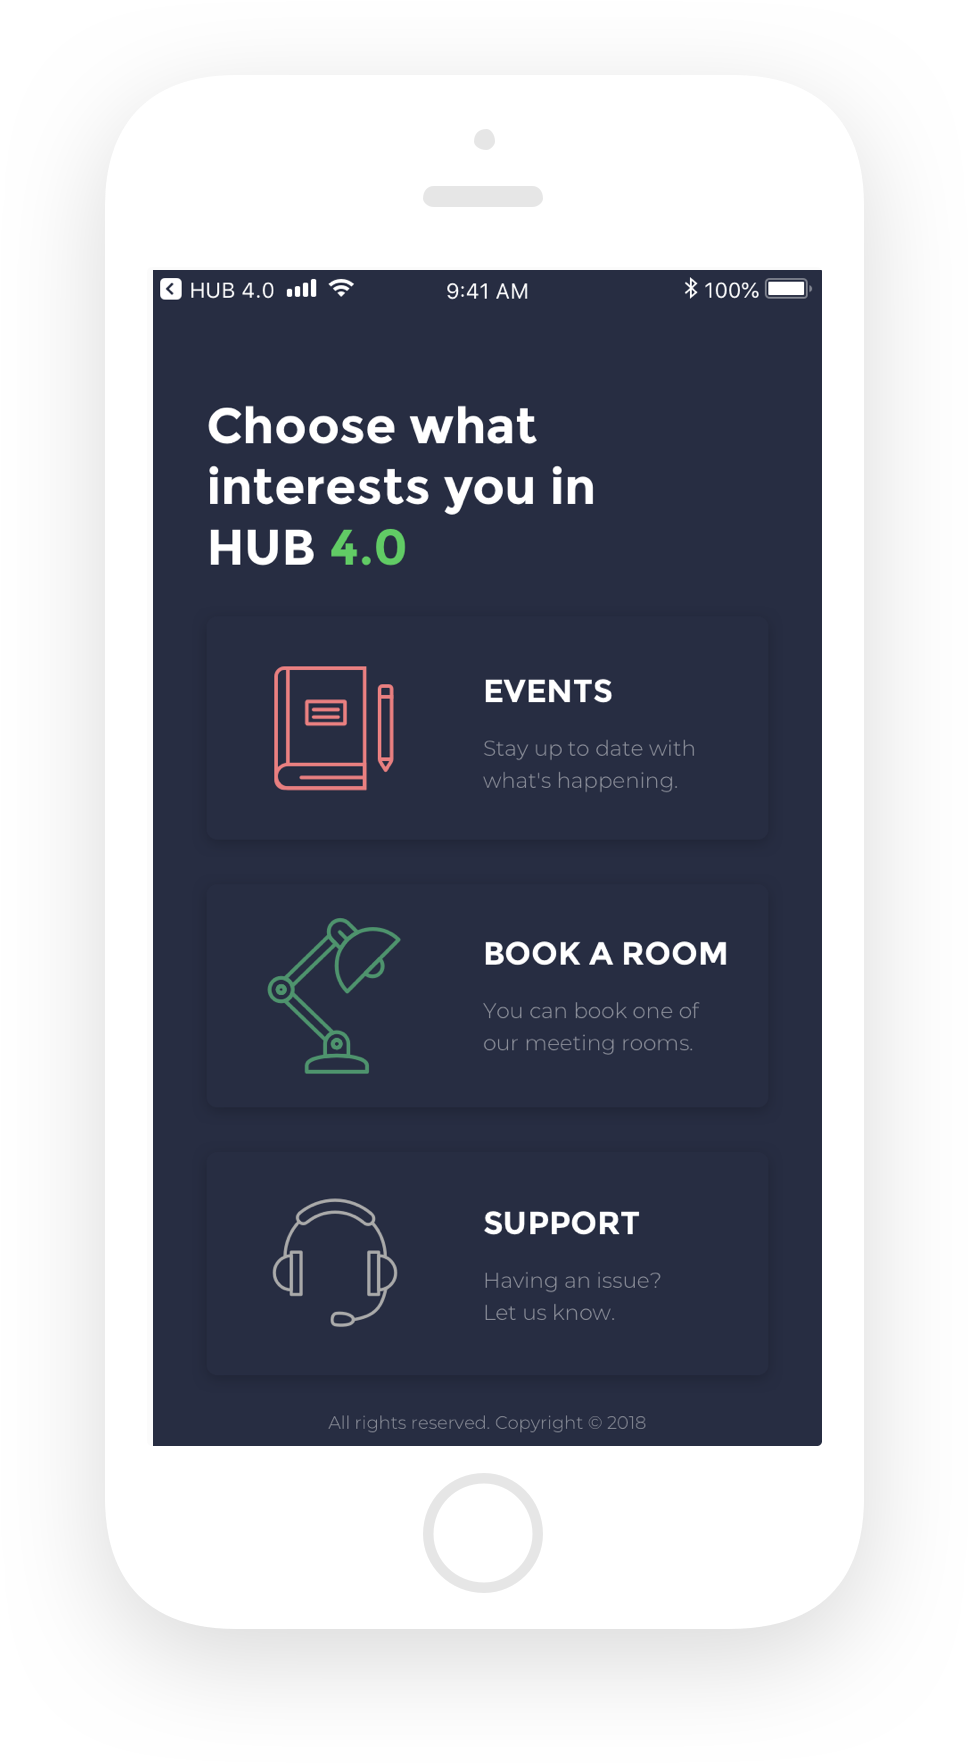 HUB 4.0
9:41 AM
100%
Choose what
interests you in
HUB 4.0
EVENTS
Stay up to date with
what's happening.
BOOK A ROOM
You can book one of
our meeting rooms.
SUPPORT
Having an issue?
Let us know.
All rights reserved. Copyright © 2018